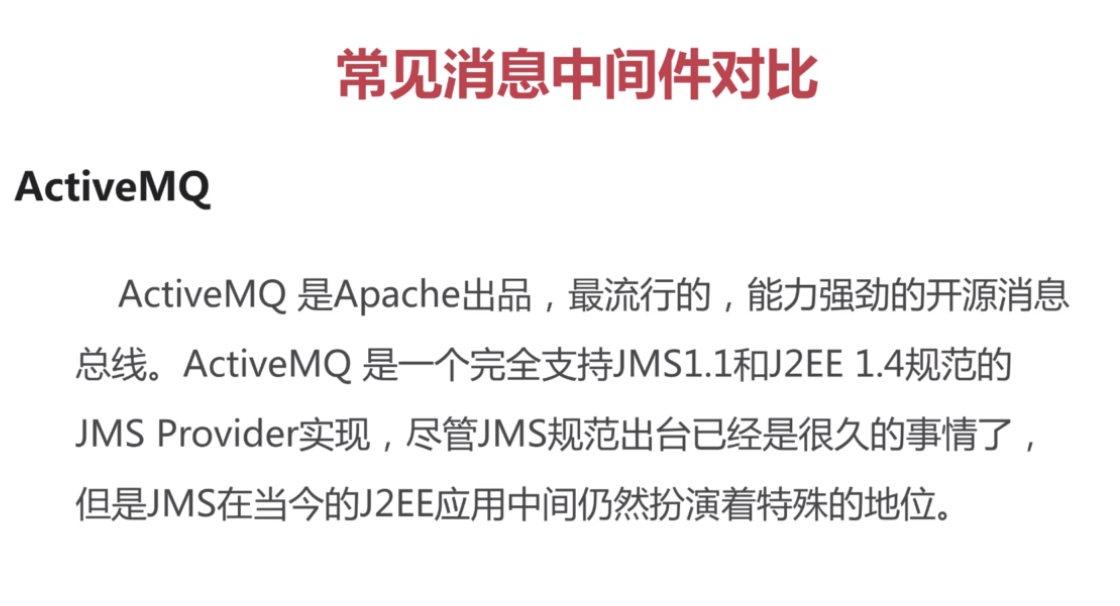 常见消息中间件对比
ActiveMQ
ActiveMQ 是Apache出品，最流行的，能力强劲的开源消息
总线。ActiveMQ 是一个完全支持JMS1.1和J2EE 1.4规范的
JMS Provider实现，尽管JMS规范出台已经是很久的事情了，
但是JMS在当今的J2EE应用中间仍然扮演着特殊的地位。